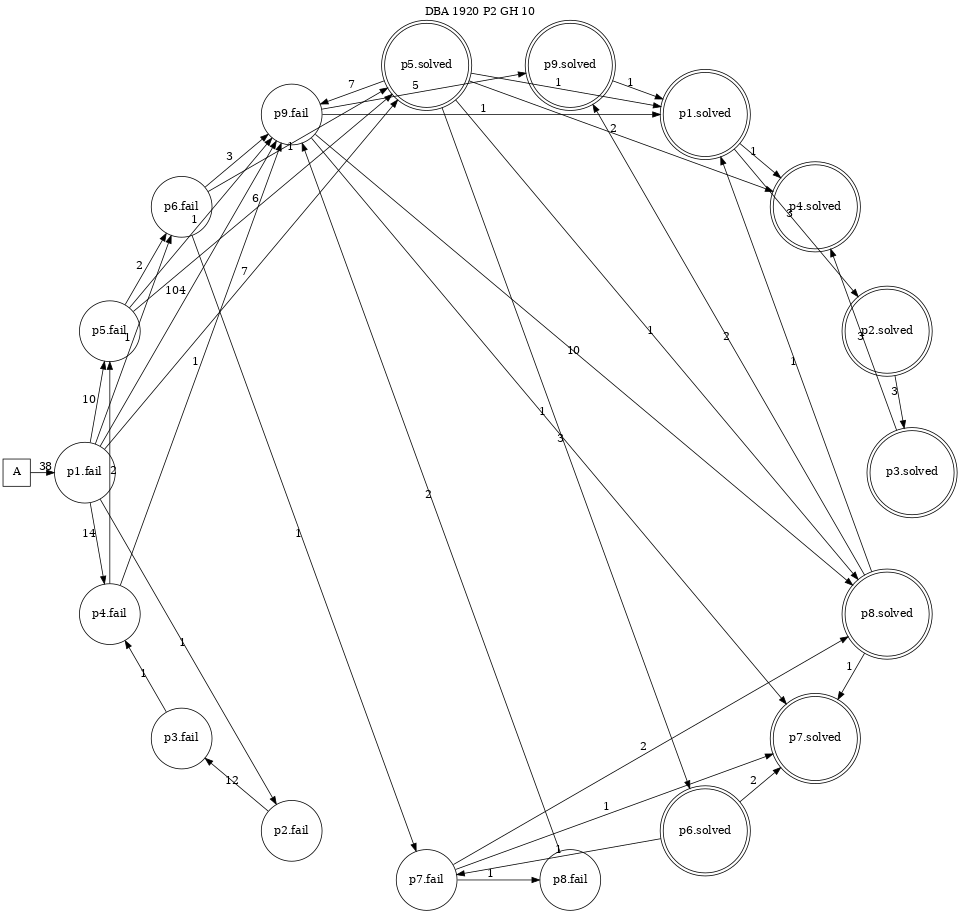 DBA 1920 P2 GH 10
p5.solved
p9.solved
7
5
1
1
p9.fail
1
p1.solved
2
3
1
1
p6.fail
1
6
p4.solved
3
2
7
p5.fail
104
1
1
2
p2.solved
3
10
10
1
3
3
1
A
38
p1.fail
2
p3.solved
2
14
1
1
p4.fail
p8.solved
1
1
1
p3.fail
2
p7.solved
12
2
1
p2.fail
p6.solved
1
p7.fail
1
p8.fail